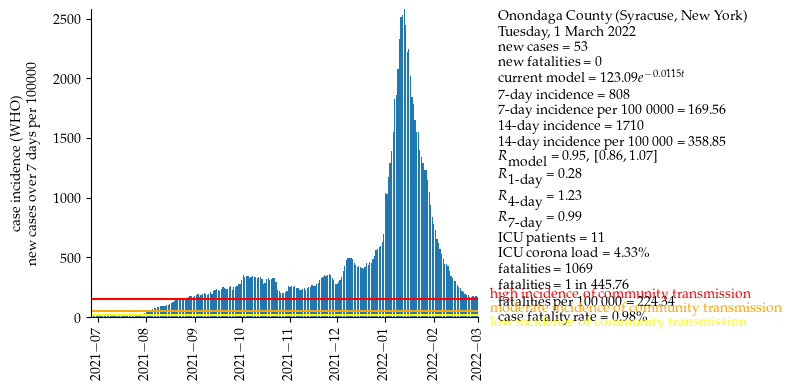 case incidence (WHO)
new cases over 7 days per 100000
2500
2000
1500
1000
500
0
2021−07
2021−08
2021−09
2021−10
2021−11
2021−12
2022−01
2022−02
2022−03
Onondaga County (Syracuse, New York)
Tuesday, 1 March 2022
new cases = 53
new fatalities = 0
current model = 123.09e^−0.0115t
7-day incidence = 808
7-day incidence per 100 0000 = 169.56
14-day incidence = 1710
14-day incidence per 100 000 = 358.85
R_model = 0.95, [0.86, 1.07]
R_1-day = 0.28
R_4-day = 1.23
R_7-day = 0.99
ICU patients = 11
ICU corona load = 4.33%
fatalities = 1069
fatalities = 1 in 445.76
high incidence of community transmission
fatalities per 100 000 = 224.34
moderate incidence of community transmission
case fatality rate = 0.98%
low incidence of community transmission